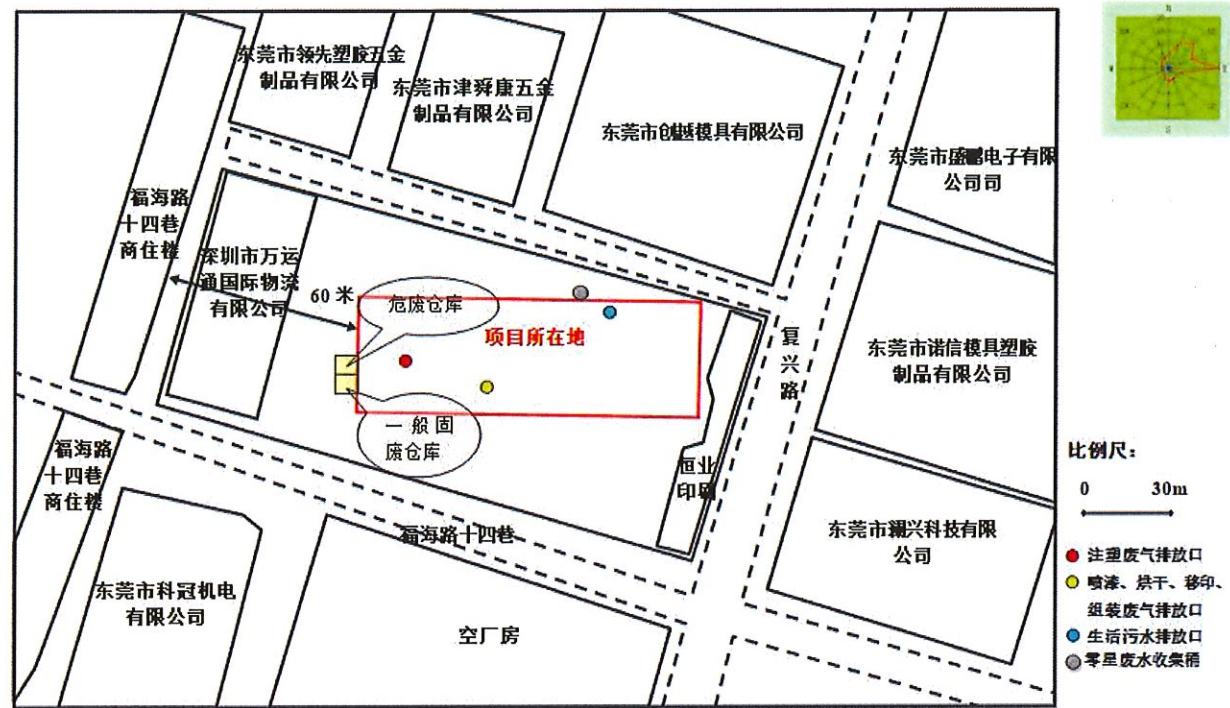 东莞市领先塑胶五金
制品有限公司
东莞市津舜康五金
制品有限公司
东莞市创越模具有限公司
东莞市盛鹏电子有限
公司司
福海路
十四巷
商住楼
深圳市万运
通国际物流
有限公司
60 米
危废仓库
项目所在地
复
兴
路
东莞市诺信模具塑胶
制品有限公司
一 般 固
废仓库
福海路
十四巷
商住楼
恒业
印刷
福海路十四巷
东莞市澜兴科技有限
公司
东莞市科冠机电
有限公司
空厂房
比例尺：
0 30m
注塑废气排放口
喷漆、烘干、移印、
组装废气排放口
生活污水排放口
零星废水收集桶